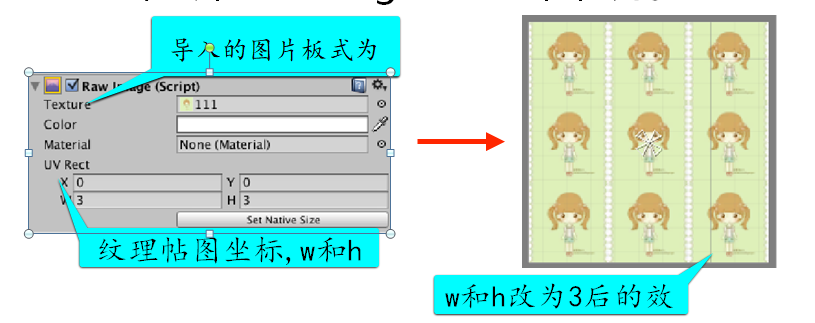 导入的图片板式为
Raw Image (Script)
Texture
111
Color
Material
None (Material)
UV Rect
X 0
Y 0
W 3
H 3
Set Native Size
纹理帖图坐标,w和h
w和h改为3后的效